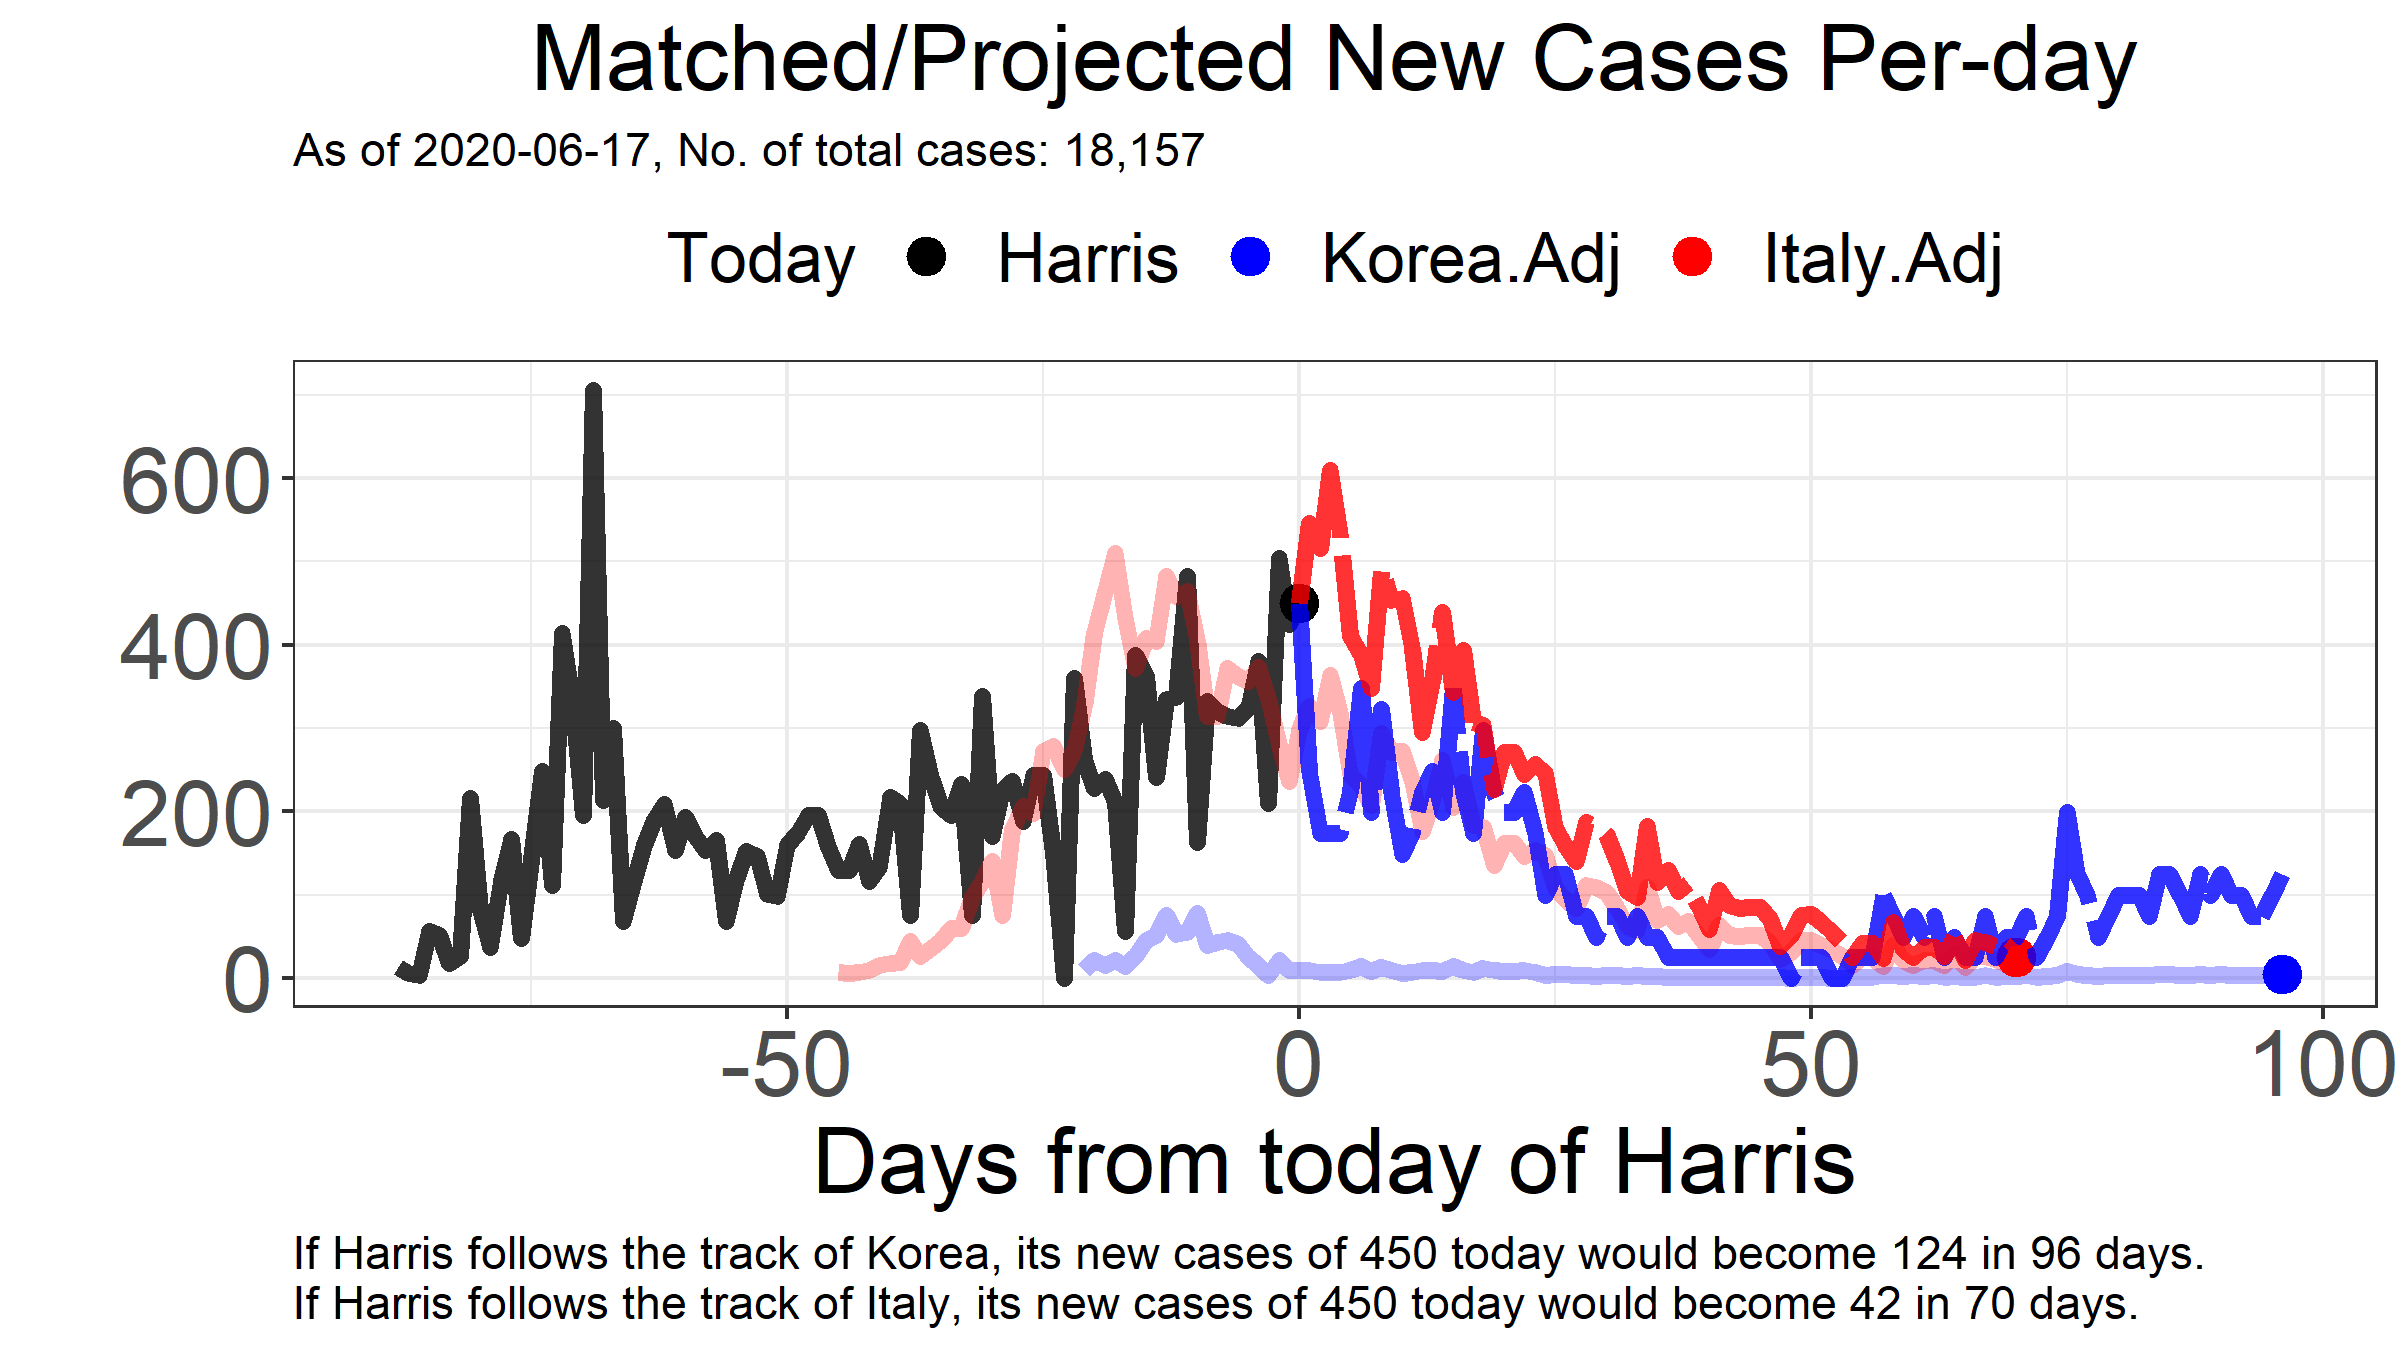 Matched/Projected New Cases Per-day
As of 2020-06-17, No. of total cases: 18,157
Today Harris Korea.Adj Italy.Adj
600
400
200
0
-50 0 50 100
Days from today of Harris
If Harris follows the track of Korea, its new cases of 450 today would become 124 in 96 days.
If Harris follows the track of Italy, its new cases of 450 today would become 42 in 70 days.